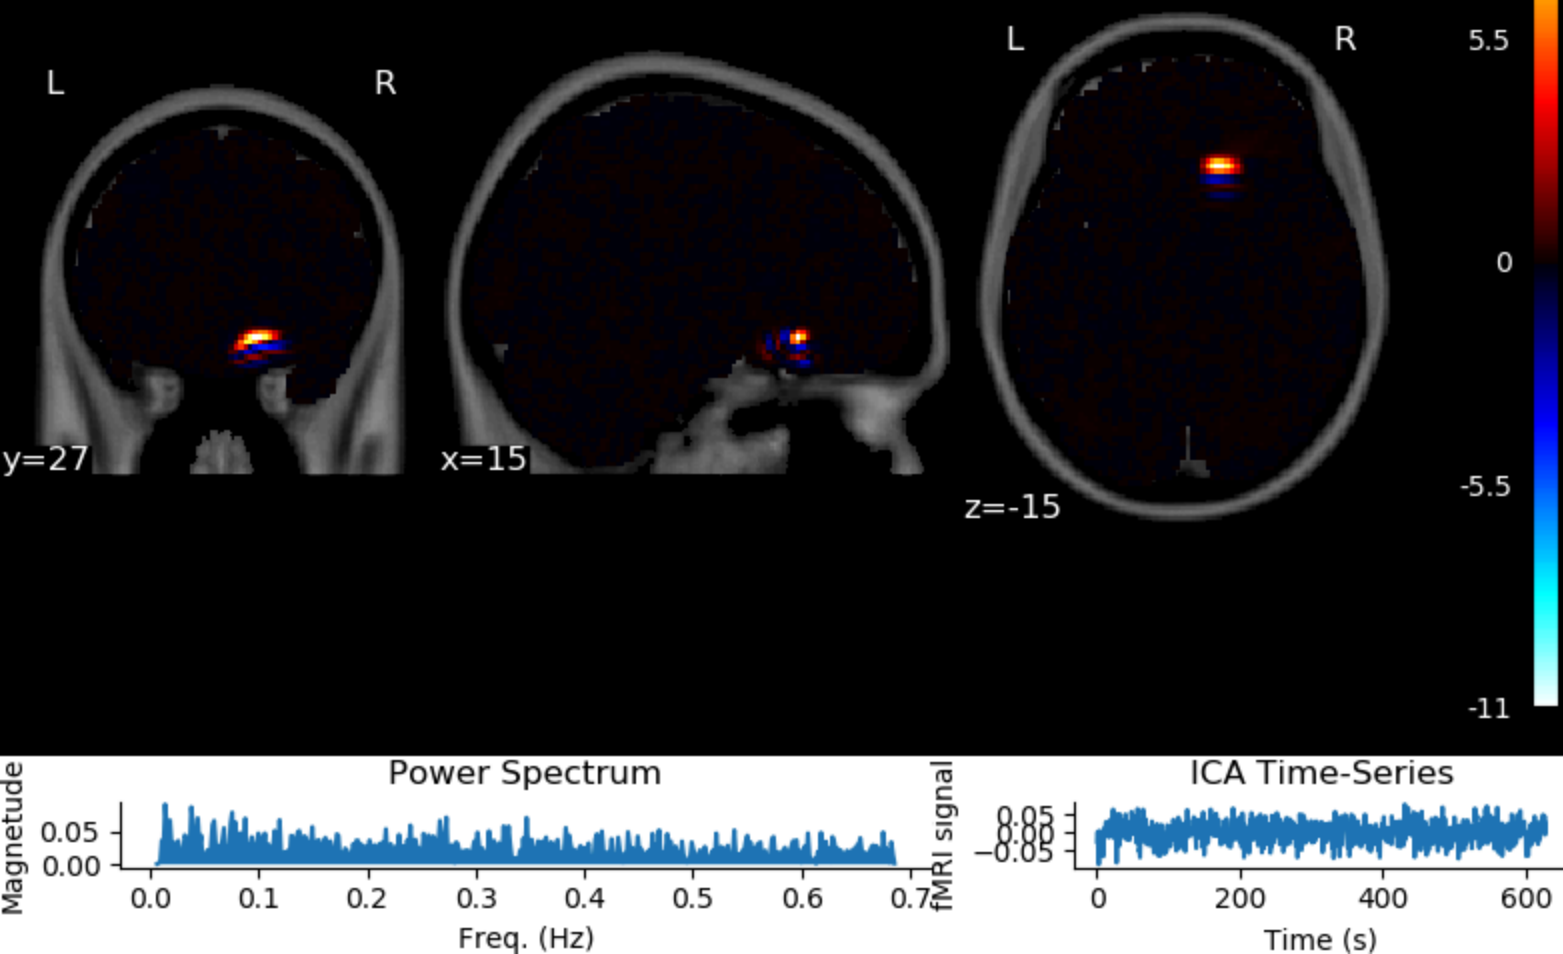 L R
L R
5.5
0
-5.5
-11
y=27
x=15
z=-15
Power Spectrum
Magnetude
0.05
0.00
0.0 0.1 0.2 0.3 0.4 0.5 0.6 0.7
Freq. (Hz)
ICA Time-Series
fMRI signal
0.05
0.00
−0.05
0 200 400 600
Time (s)